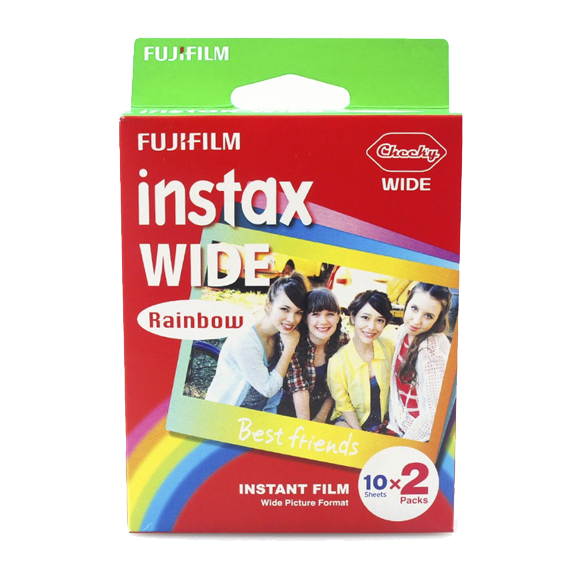 FUJIFILM
FUJIFILM
Cheeky
WIDE
instax
WIDE
Rainbow
Best friends
INSTANT FILM
Wide Picture Format
10 Sheets × 2 Packs